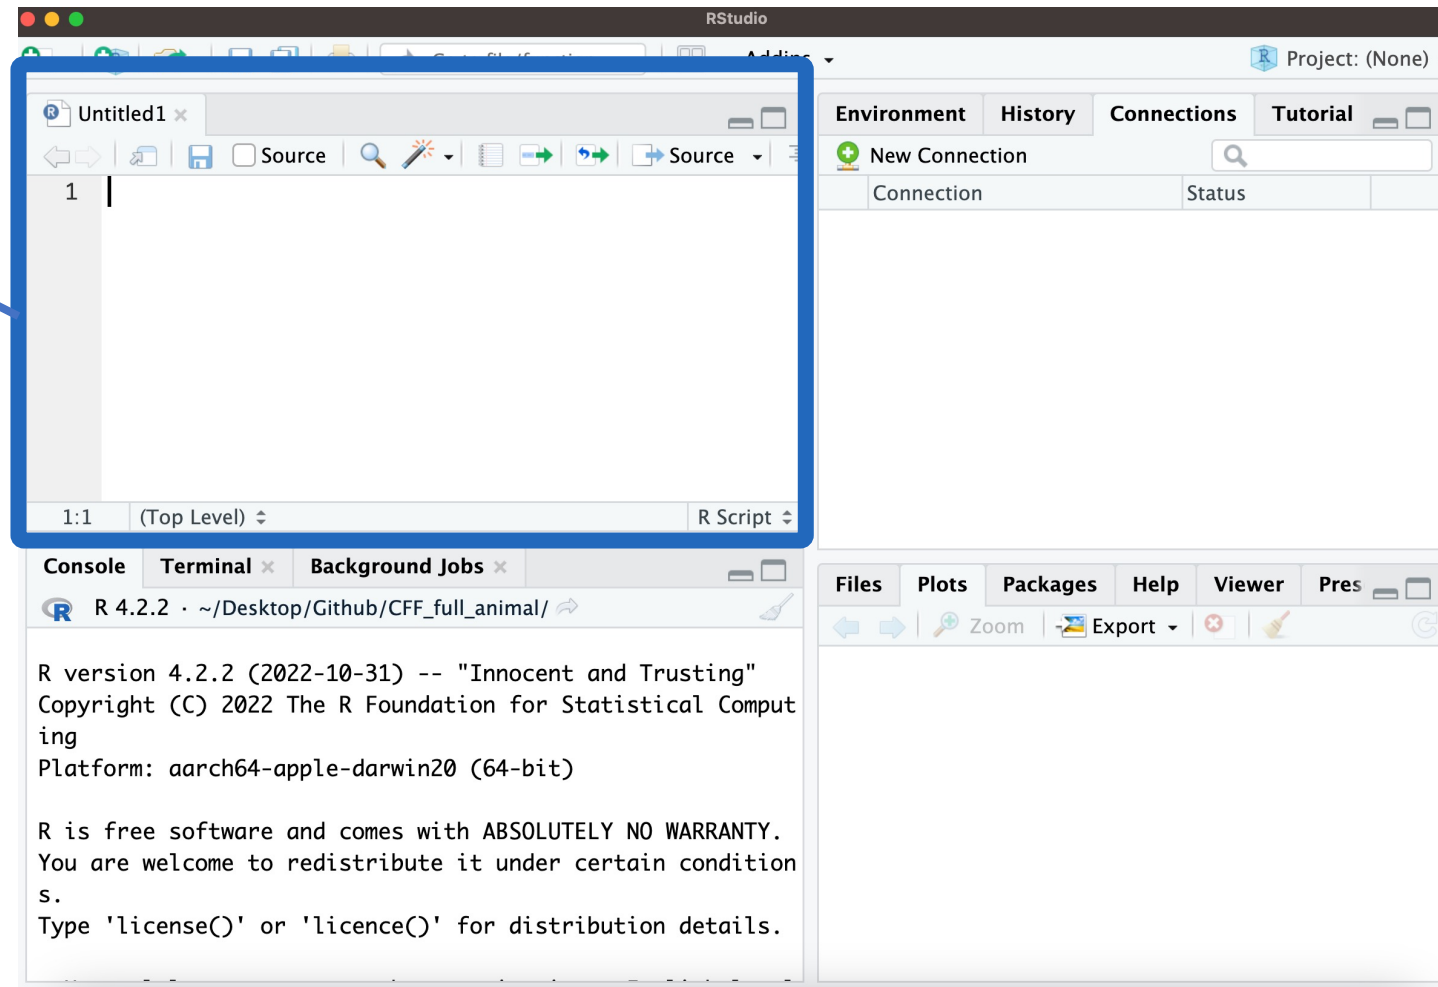 RStudio
Addins
Project: (None)
Untitled1
Source
Source
1
1:1
(Top Level)
R Script
Environment
History
Connections
Tutorial
New Connection
Connection
Status
Console
Terminal
Background Jobs
R 4.2.2 · ~/Desktop/Github/CFF_full_animal/
R version 4.2.2 (2022-10-31) -- "Innocent and Trusting"
Copyright (C) 2022 The R Foundation for Statistical Comput
ing
Platform: aarch64-apple-darwin20 (64-bit)
R is free software and comes with ABSOLUTELY NO WARRANTY.
You are welcome to redistribute it under certain condition
s.
Type 'license()' or 'licence()' for distribution details.
Files
Plots
Packages
Help
Viewer
Pres
Zoom
Export